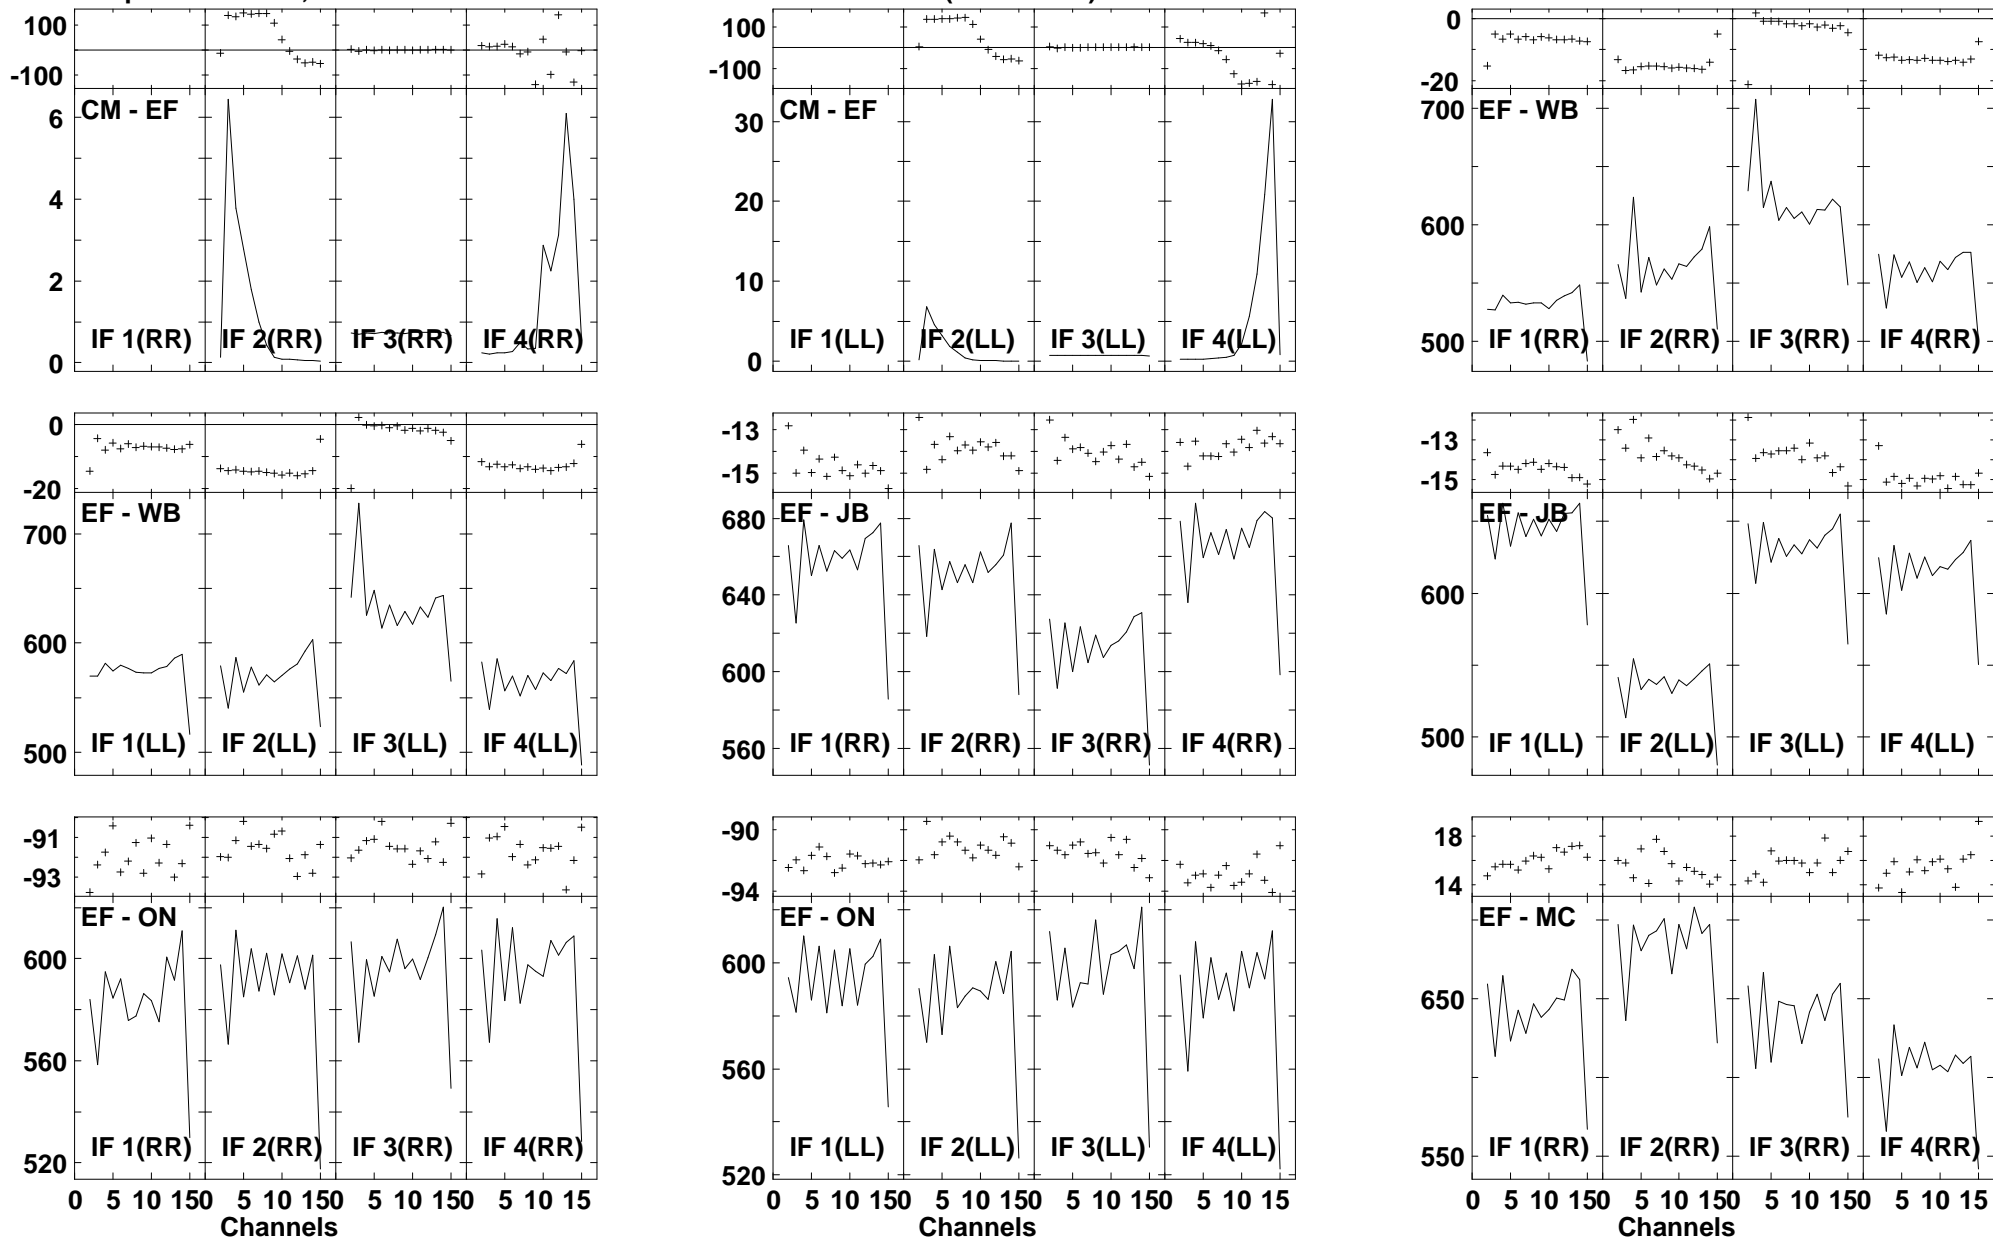 100 100 0
-100 -100 -20
CM - EF CM - EF EF - WB
6 30 700
4 20 600
2 10 500
0 0
IF 1(RR) IF 2(RR) IF 3(RR) IF 4(RR) IF 1(LL) IF 2(LL) IF 3(LL) IF 4(LL) IF 1(RR) IF 2(RR) IF 3(RR) IF 4(RR)
0 -13 -13
-20 -15 -15
EF - WB EF - JB EF - JB
700 680 600
600 640 500
500 600
560
IF 1(LL) IF 2(LL) IF 3(LL) IF 4(LL) IF 1(RR) IF 2(RR) IF 3(RR) IF 4(RR) IF 1(LL) IF 2(LL) IF 3(LL) IF 4(LL)
-91 -90 18
-93 -94 14
EF - ON EF - ON EF - MC
600 600 650
560 560 550
520 520
IF 1(RR) IF 2(RR) IF 3(RR) IF 4(RR) IF 1(LL) IF 2(LL) IF 3(LL) IF 4(LL) IF 1(RR) IF 2(RR) IF 3(RR) IF 4(RR)
0 5 10 150 5 10 150 5 10 150 5 10 15 0 5 10 150 5 10 150 5 10 150 5 10 15 0 5 10 150 5 10 150 5 10 150 5 10 15
Channels Channels Channels